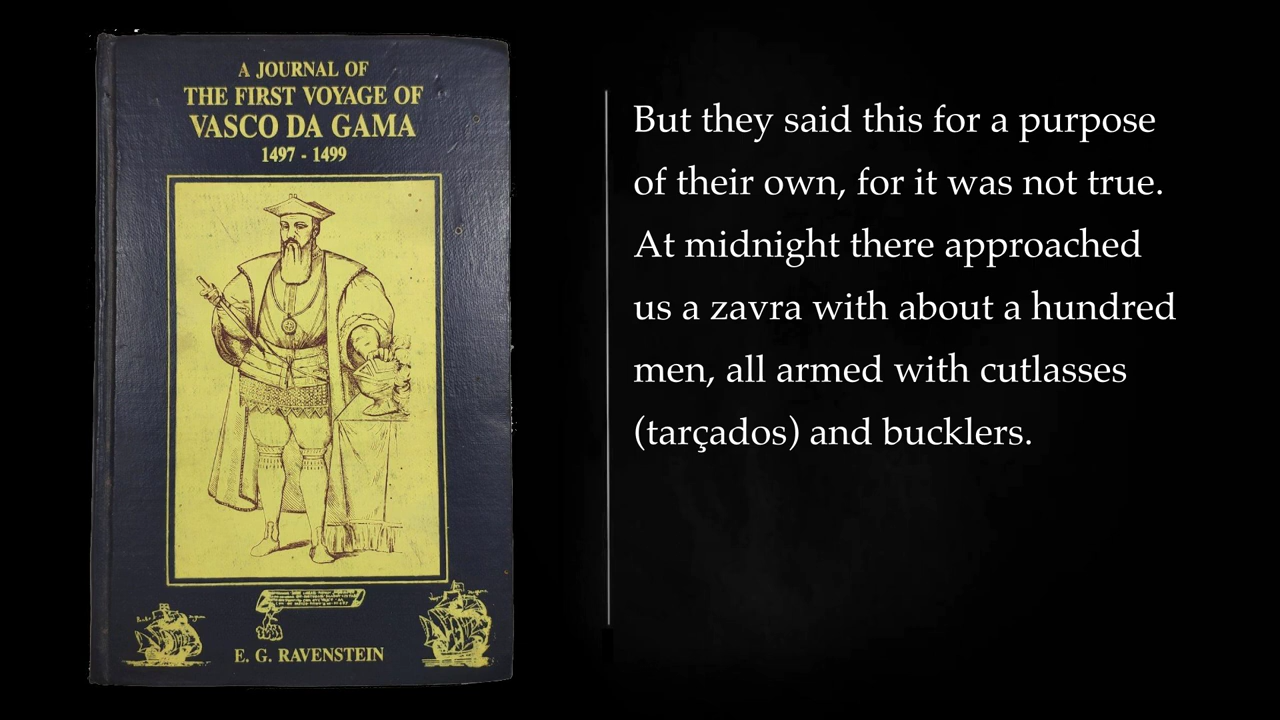 A JOURNAL OF
THE FIRST VOYAGE OF
VASCO DA GAMA
1497 - 1499
E. G. RAVENSTEIN
But they said this for a purpose
of their own, for it was not true.
At midnight there approached
us a zavra with about a hundred
men, all armed with cutlasses
(tarçados) and bucklers.